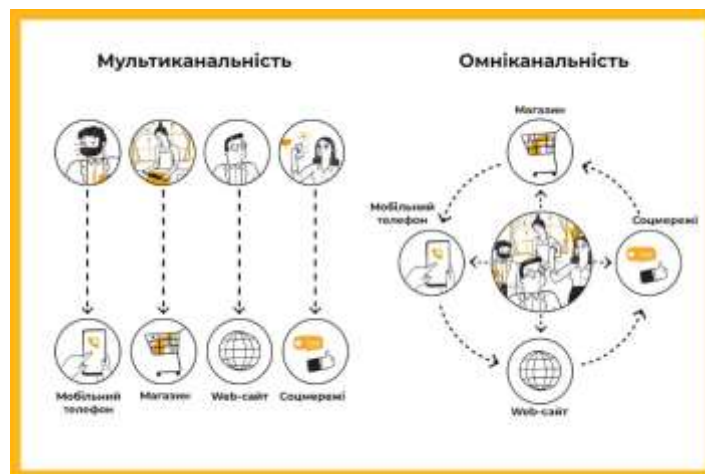 Мультиканальність
Омніканальність
Мобільний
телефон
Магазин
Web-сайт
Соцмережі
Магазин
Мобільний
телефон
Соцмережі
Web-сайт